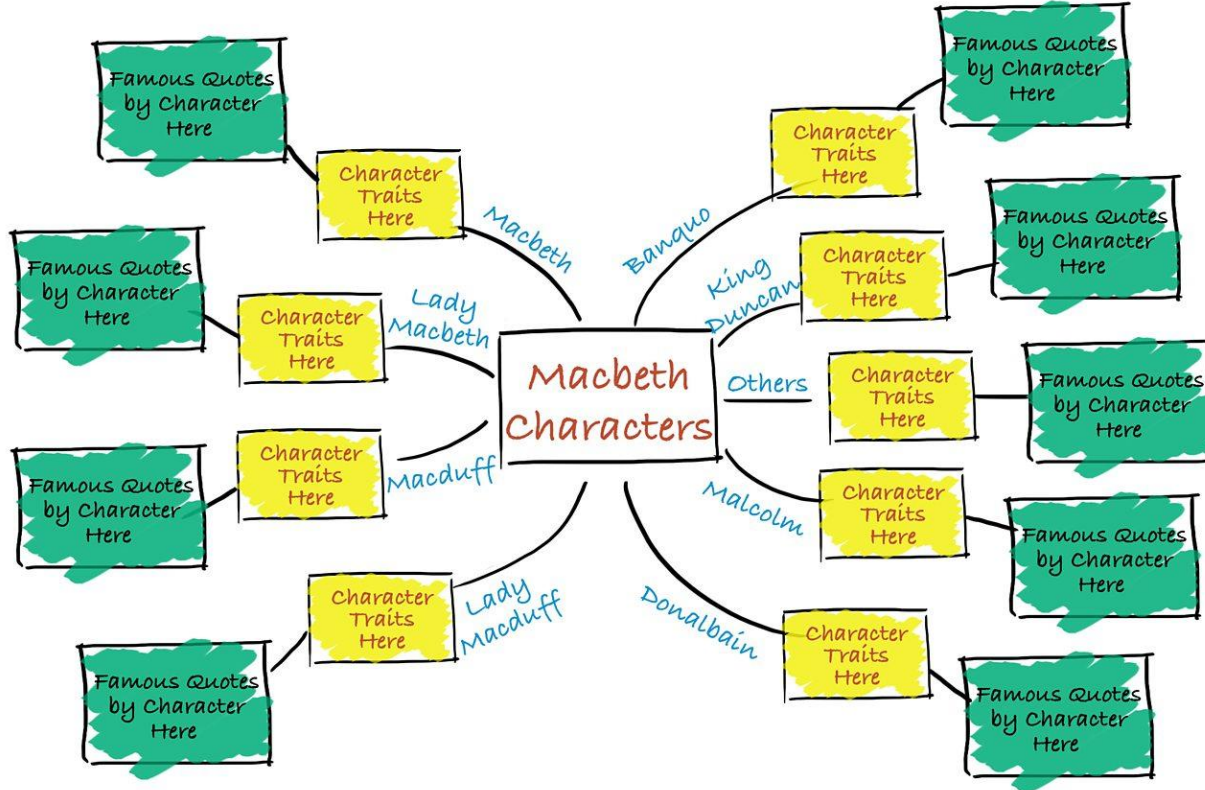 Macbeth
Characters
Macbeth
Character
Traits
Here
Famous Quotes
by Character
Here
Lady
Macbeth
Character
Traits
Here
Famous Quotes
by Character
Here
Macduff
Character
Traits
Here
Famous Quotes
by Character
Here
Lady
Macduff
Character
Traits
Here
Famous Quotes
by Character
Here
Banquo
Character
Traits
Here
Famous Quotes
by Character
Here
King
Duncan
Character
Traits
Here
Famous Quotes
by Character
Here
Others
Character
Traits
Here
Famous Quotes
by Character
Here
Malcolm
Character
Traits
Here
Famous Quotes
by Character
Here
Donalbain
Character
Traits
Here
Famous Quotes
by Character
Here